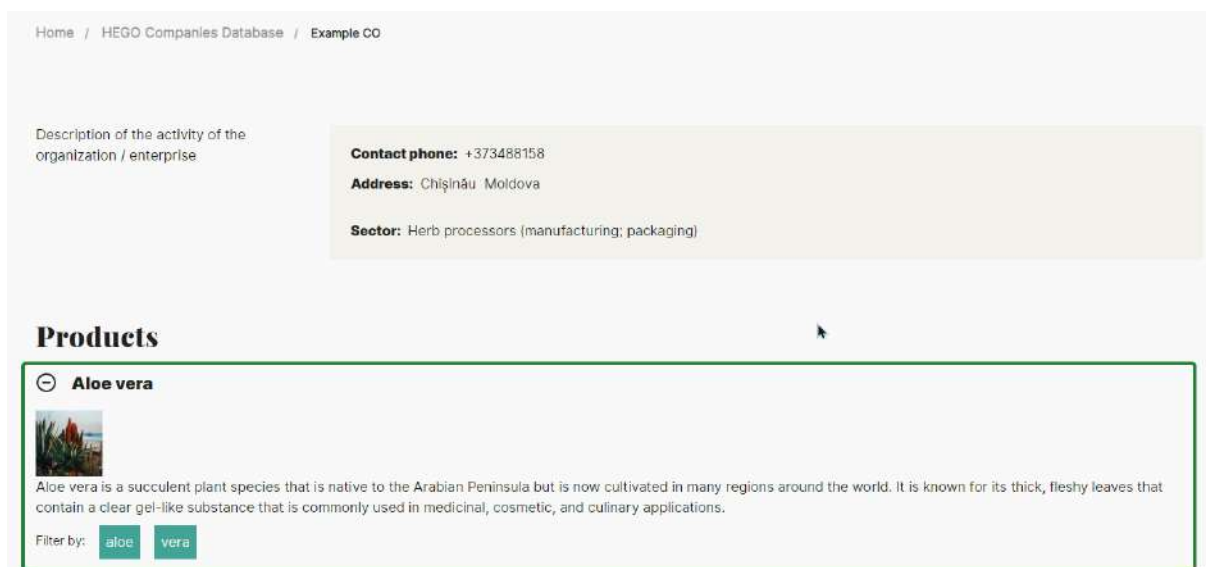 Home / HEGO Companies Database / Example CO
Description of the activity of the
organization / enterprise
Contact phone: +373488158
Address: Chișinău Moldova
Sector: Herb processors (manufacturing; packaging)
Products
Aloe vera
Aloe vera is a succulent plant species that is native to the Arabian Peninsula but is now cultivated in many regions around the world. It is known for its thick, fleshy leaves that
contain a clear gel-like substance that is commonly used in medicinal, cosmetic, and culinary applications.
Filter by: aloe vera